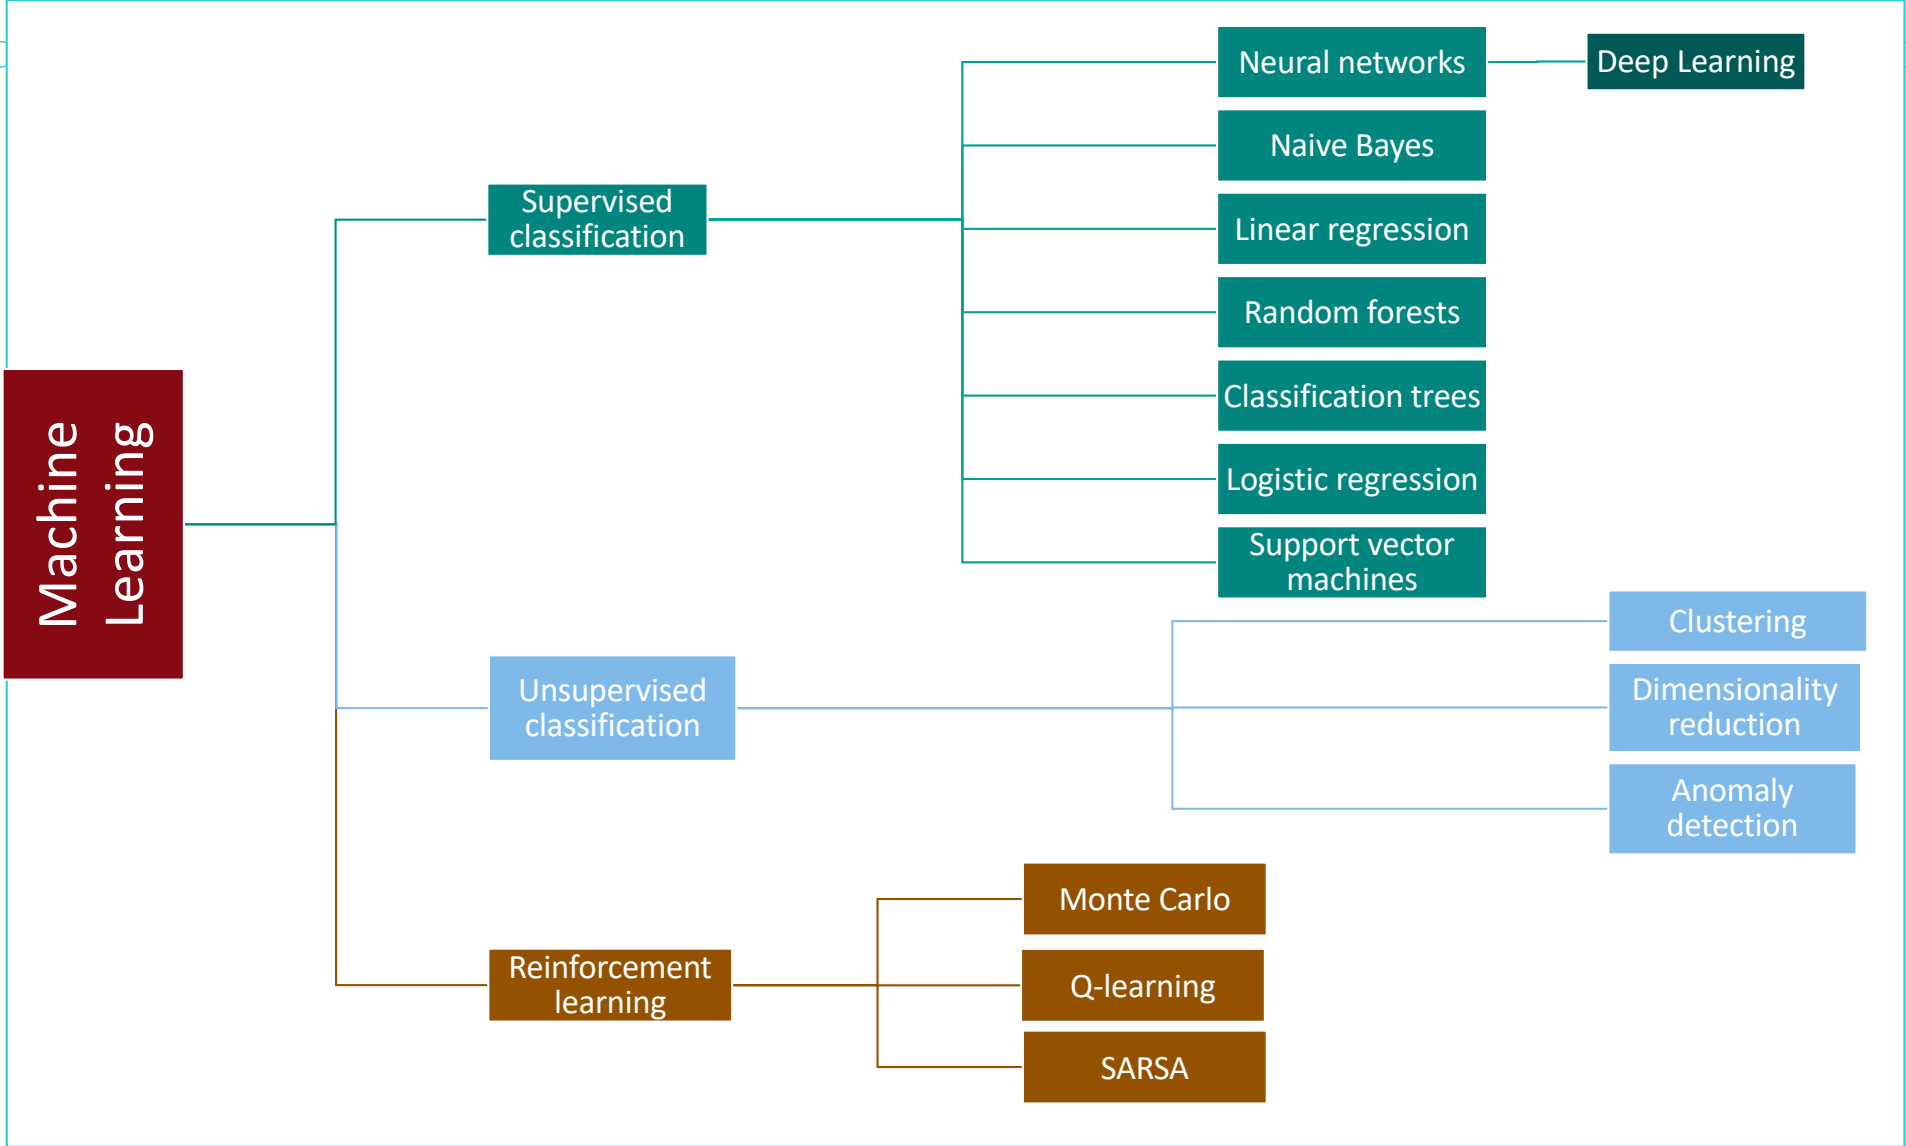 Machine
Learning
Supervised
classification
Neural networks
Deep Learning
Naive Bayes
Linear regression
Random forests
Classification trees
Logistic regression
Support vector
machines
Unsupervised
classification
Clustering
Dimensionality
reduction
Anomaly
detection
Reinforcement
learning
Monte Carlo
Q-learning
SARSA